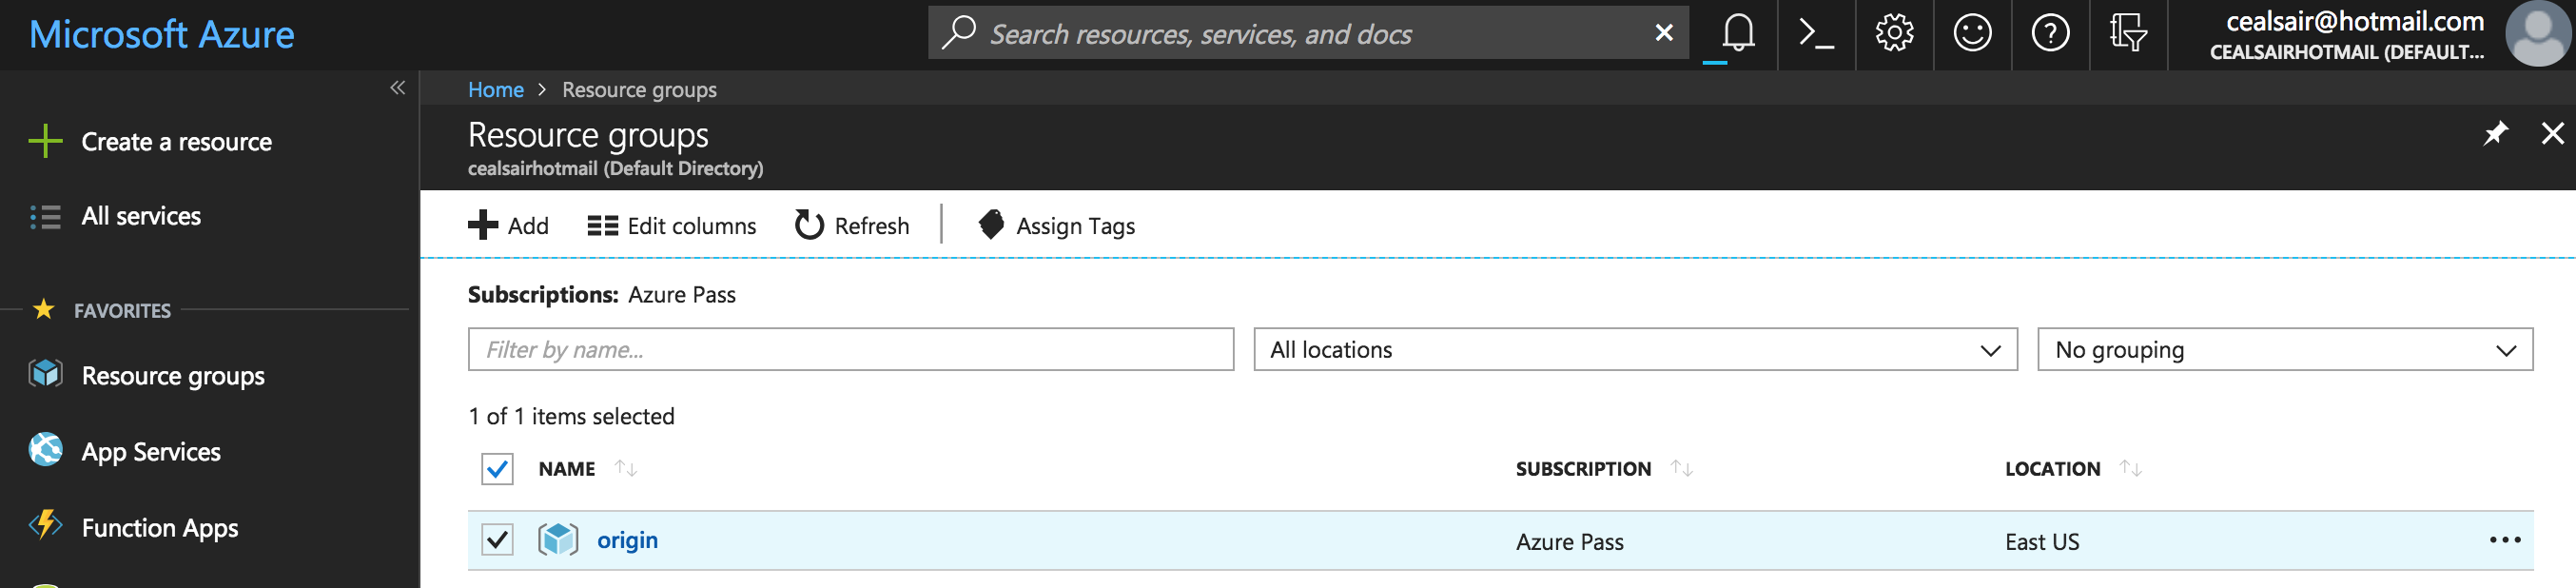 Microsoft Azure
Search resources, services, and docs
cealsair@hotmail.com
CEALSAIRHOTMAIL (DEFAULT...
Home > Resource groups
Resource groups
cealsairhotmail (Default Directory)
Create a resource
All services
FAVORITES
Resource groups
App Services
Function Apps
Add
Edit columns
Refresh
Assign Tags
Subscriptions: Azure Pass
Filter by name...
All locations
No grouping
1 of 1 items selected
NAME
SUBSCRIPTION
LOCATION
origin
Azure Pass
East US